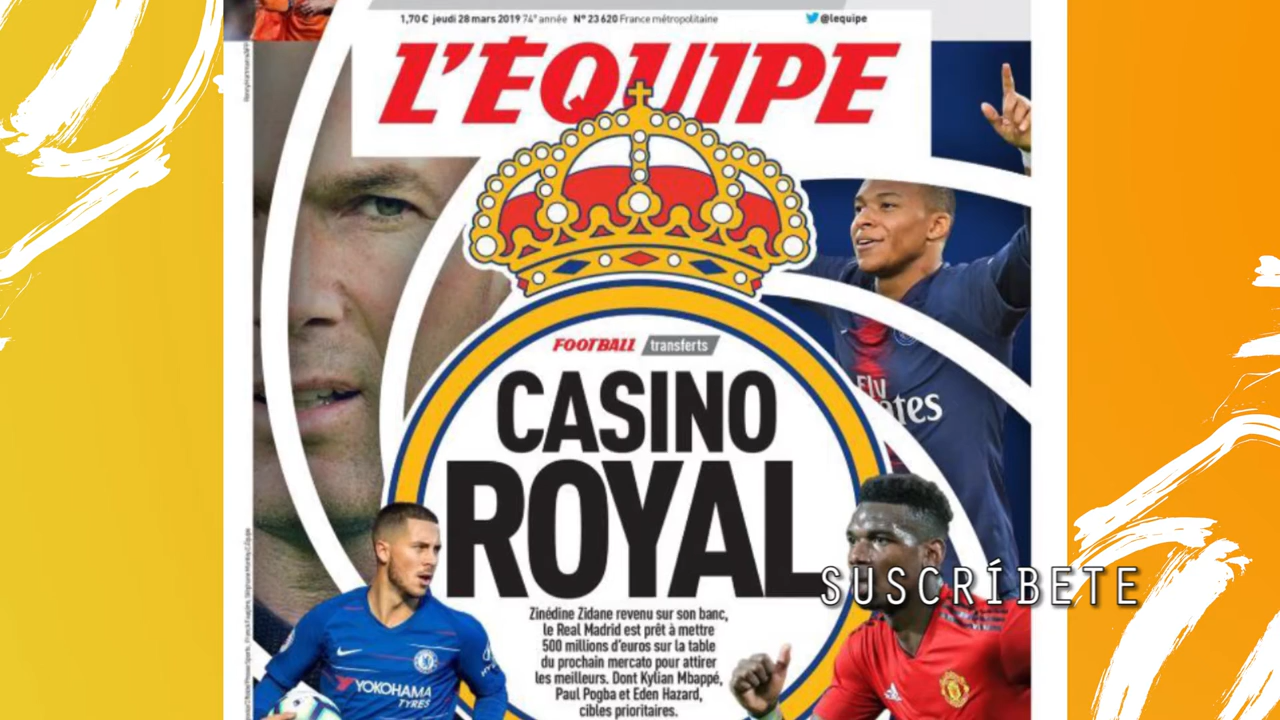 1,70 € jeudi 28 mars 2019 74e année N° 23 620 France métropolitaine
@lequipe
L'ÉQUIPE
FOOTBALL transferts
CASINO
ROYAL
SUSCRÍBETE
Zinédine Zidane revenu sur son banc,
le Real Madrid est prêt à mettre
500 millions d'euros sur la table
du prochain mercato pour attirer
les meilleurs. Dont Kylian Mbappé,
Paul Pogba et Eden Hazard,
cibles prioritaires.
Fly
YOKOHAMA
TYRES